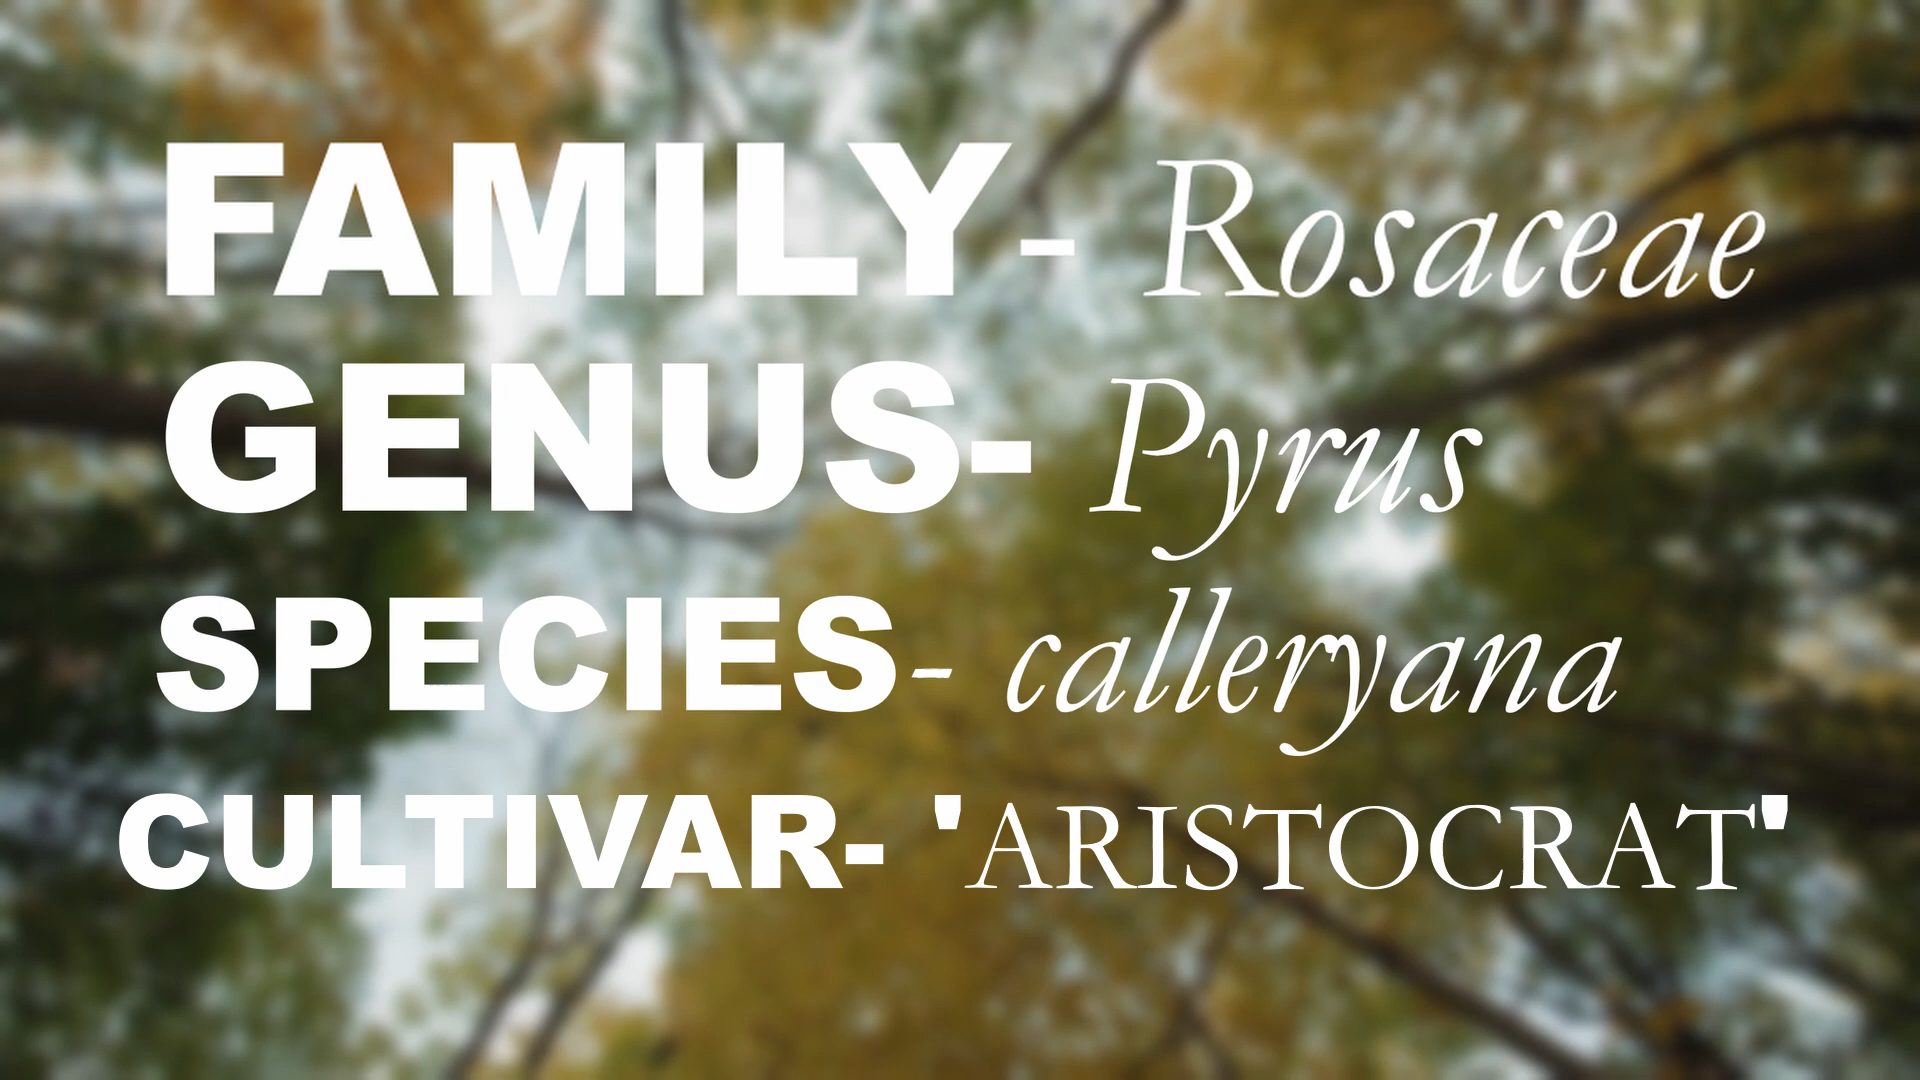 FAMILY- Rosaceae
GENUS- Pyrus
SPECIES- calleryana
CULTIVAR- 'ARISTOCRAT'